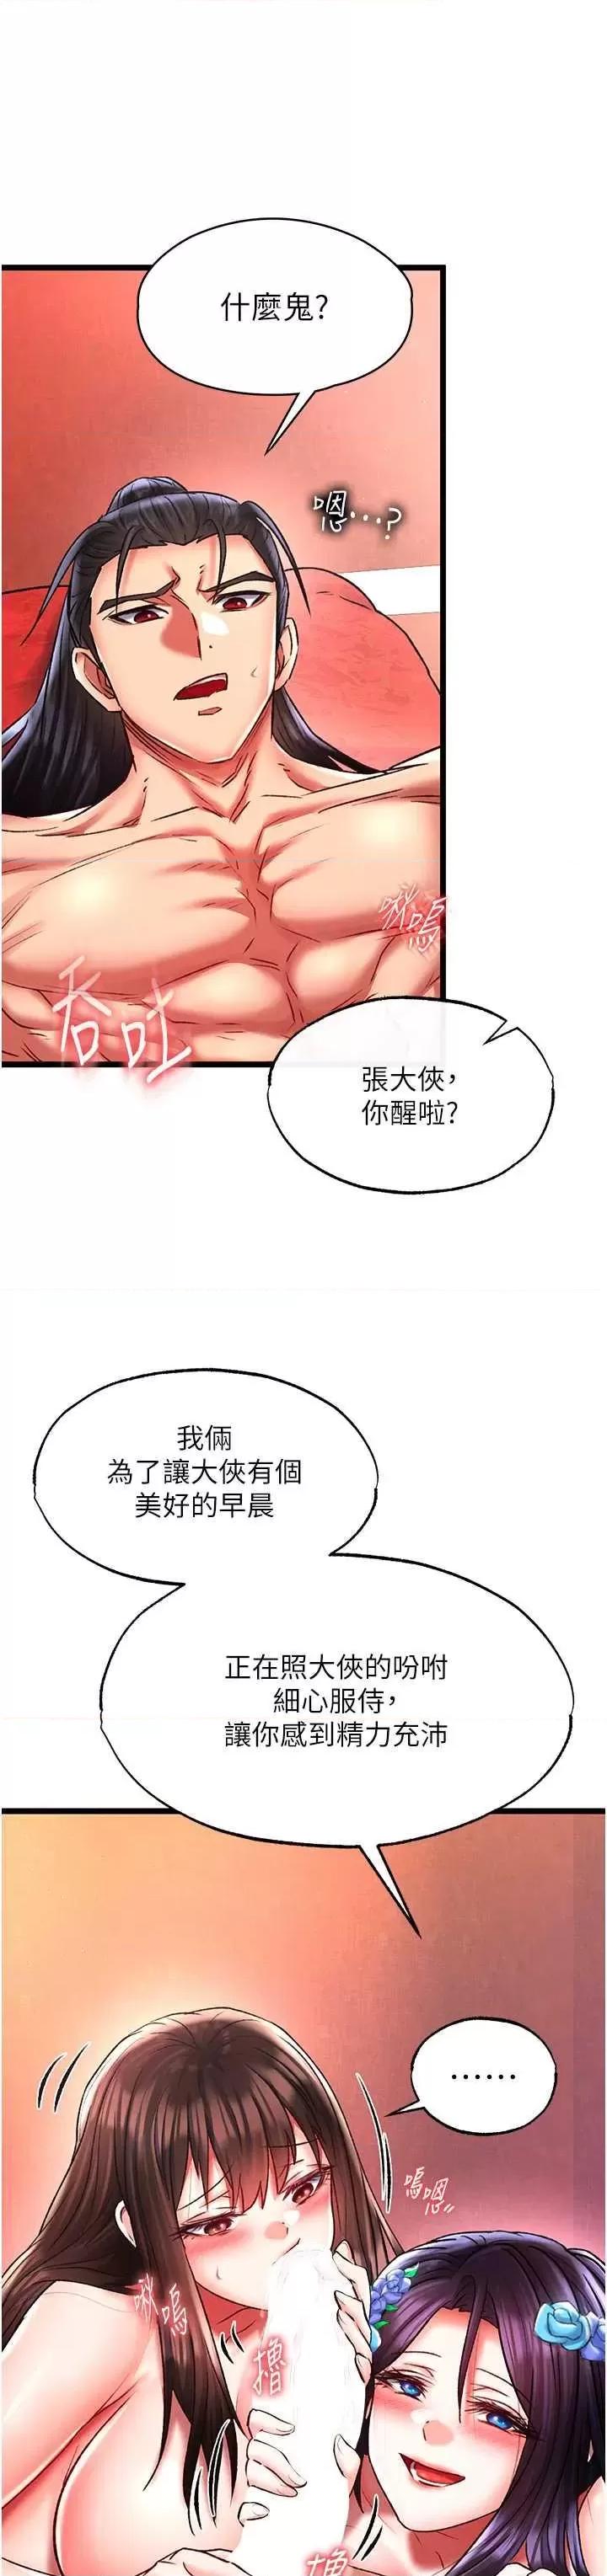 什麼鬼?
嗯…?
啾
嗚
吞
吐
張大俠,
你醒啦?
我倆
為了讓大俠有個
美好的早晨
正在照大俠的吩咐
細心服侍,
讓你感到精力充沛
……
嗚
嗯
啾
嗚
擼
擼